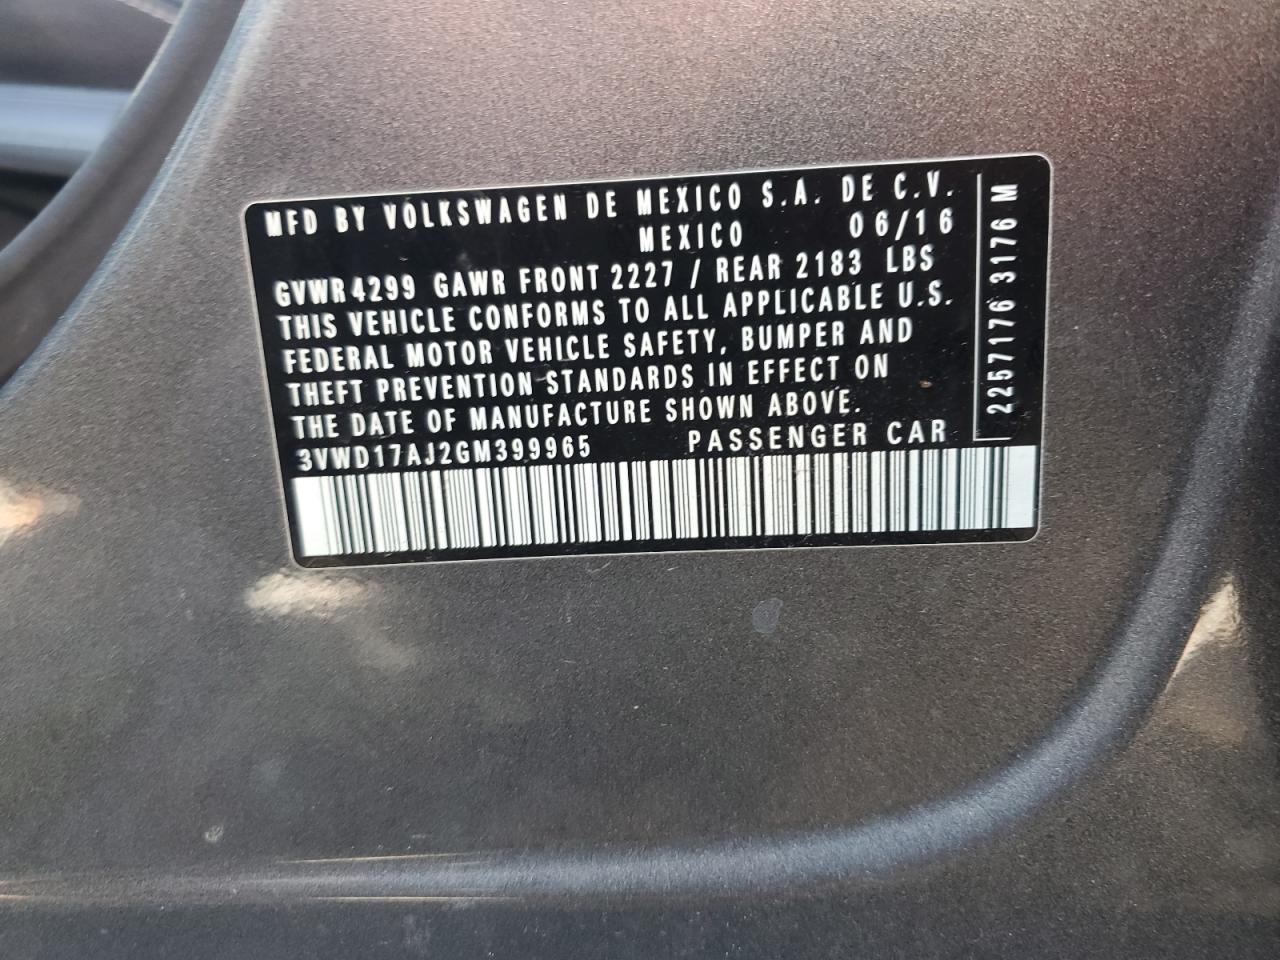 MFD BY VOLKSWAGEN DE MEXICO S.A. DE C.V.
MEXICO 06/16
GVWR 4299 GAWR FRONT 2227 / REAR 2183 LBS
THIS VEHICLE CONFORMS TO ALL APPLICABLE U.S.
FEDERAL MOTOR VEHICLE SAFETY, BUMPER AND
THEFT PREVENTION STANDARDS IN EFFECT ON
THE DATE OF MANUFACTURE SHOWN ABOVE.
3VWD17AJ2GM399965 PASSENGER CAR
2257176 3176 M